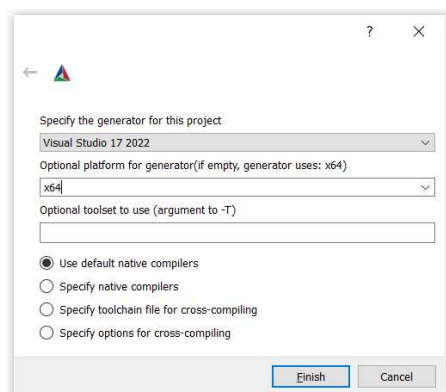 ?
Specify the generator for this project
Visual Studio 17 2022
Optional platform for generator(if empty, generator uses: x64)
x64
Optional toolset to use (argument to -T)
Use default native compilers
Specify native compilers
Specify toolchain file for cross-compiling
Specify options for cross-compiling
Finish Cancel